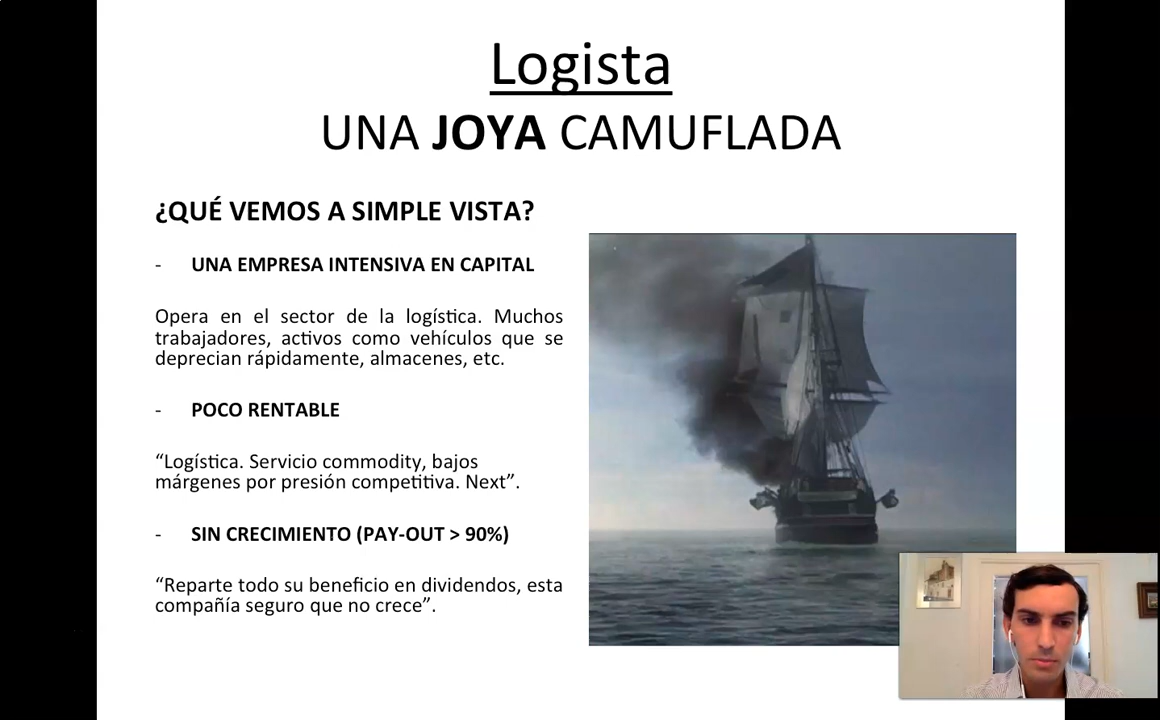 Logista
UNA JOYA CAMUFLADA
¿QUÉ VEMOS A SIMPLE VISTA?
- UNA EMPRESA INTENSIVA EN CAPITAL
Opera en el sector de la logística. Muchos
trabajadores, activos como vehículos que se
deprecian rápidamente, almacenes, etc.
- POCO RENTABLE
“Logística. Servicio commodity, bajos
márgenes por presión competitiva. Next”.
- SIN CRECIMIENTO (PAY-OUT > 90%)
“Reparte todo su beneficio en dividendos, esta
compañía seguro que no crece”.